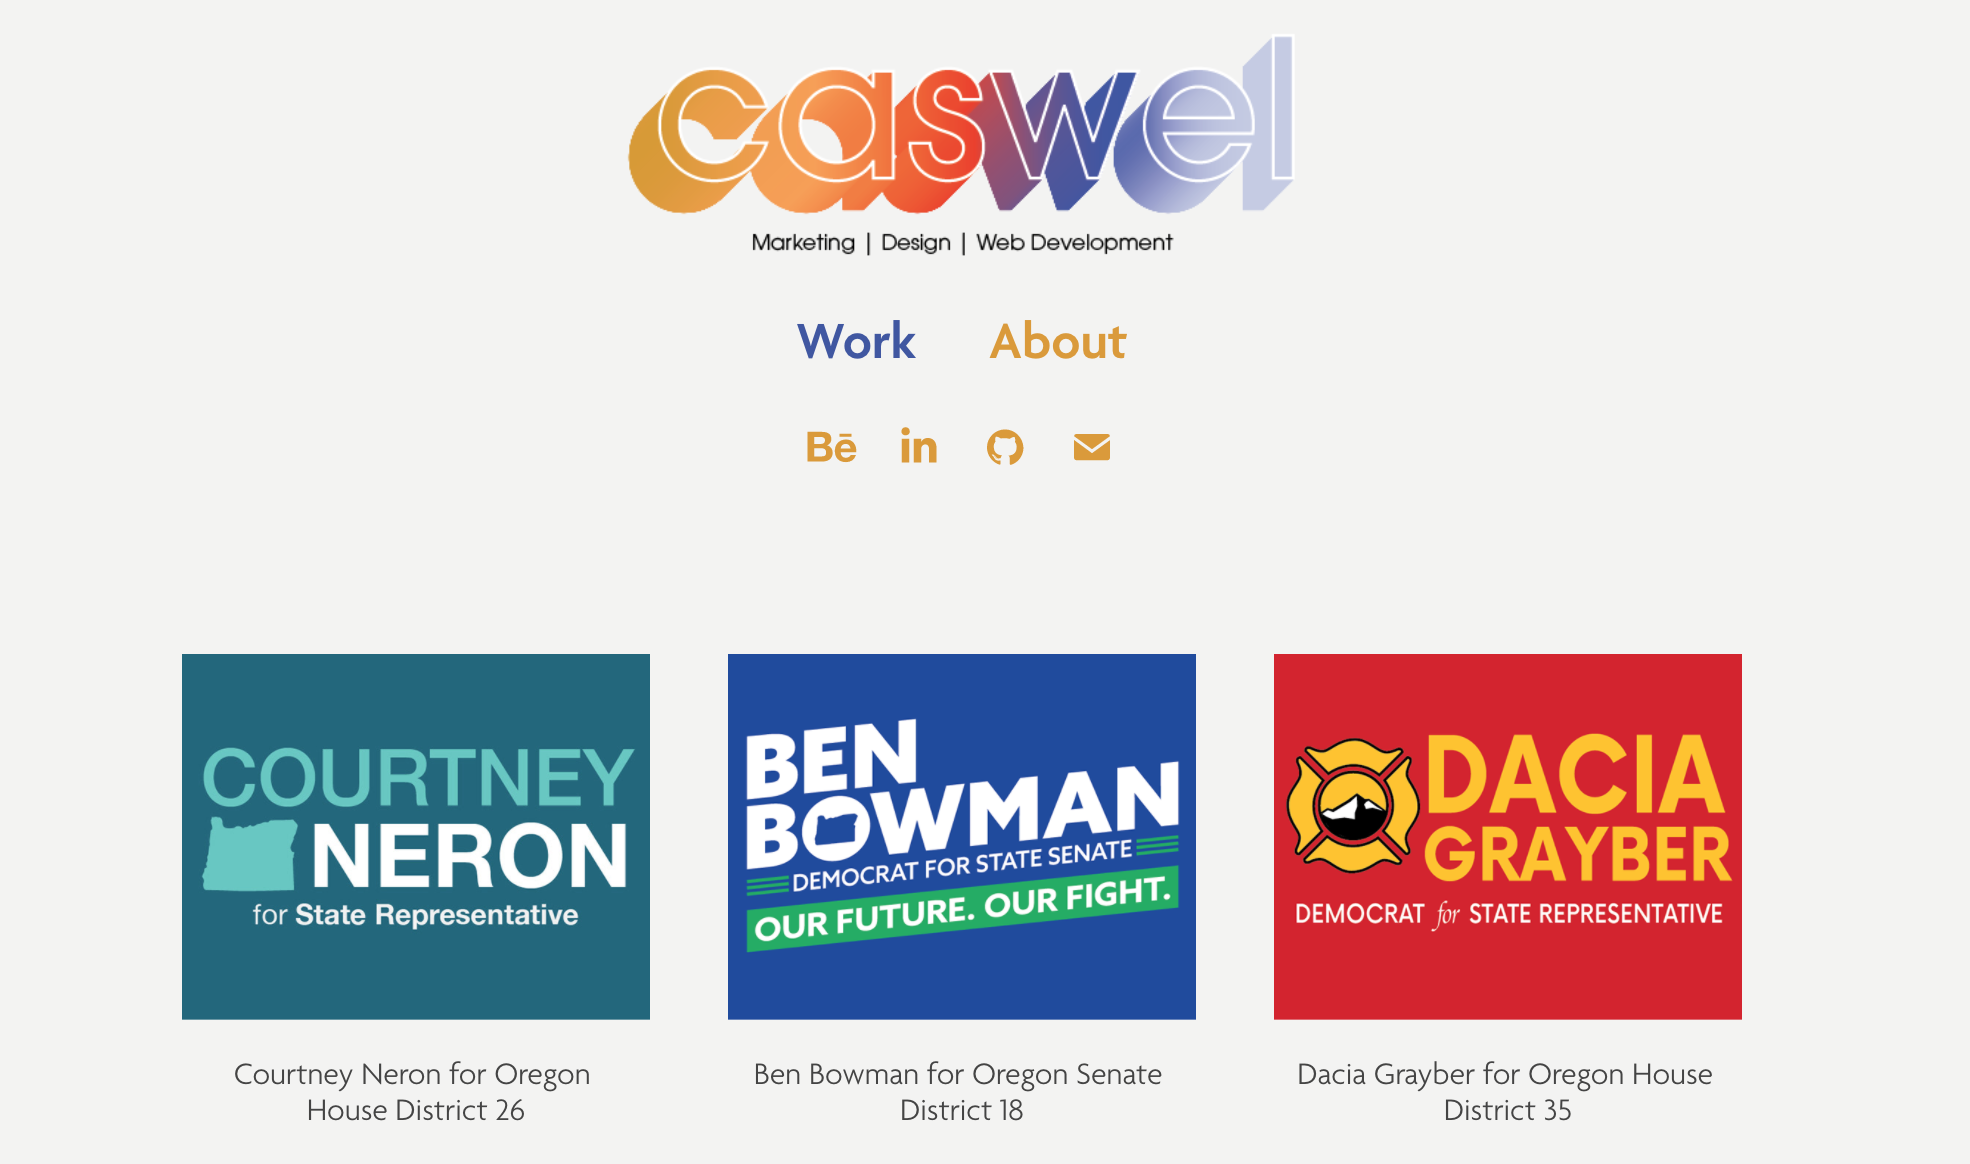 caswel
Marketing | Design | Web Development
Work About
Bē in
COURTNEY
NERON
for State Representative
BEN
BOWMAN
DEMOCRAT FOR STATE SENATE
OUR FUTURE. OUR FIGHT.
DACIA
GRAYBER
DEMOCRAT for STATE REPRESENTATIVE
Courtney Neron for Oregon
House District 26
Ben Bowman for Oregon Senate
District 18
Dacia Grayber for Oregon House
District 35